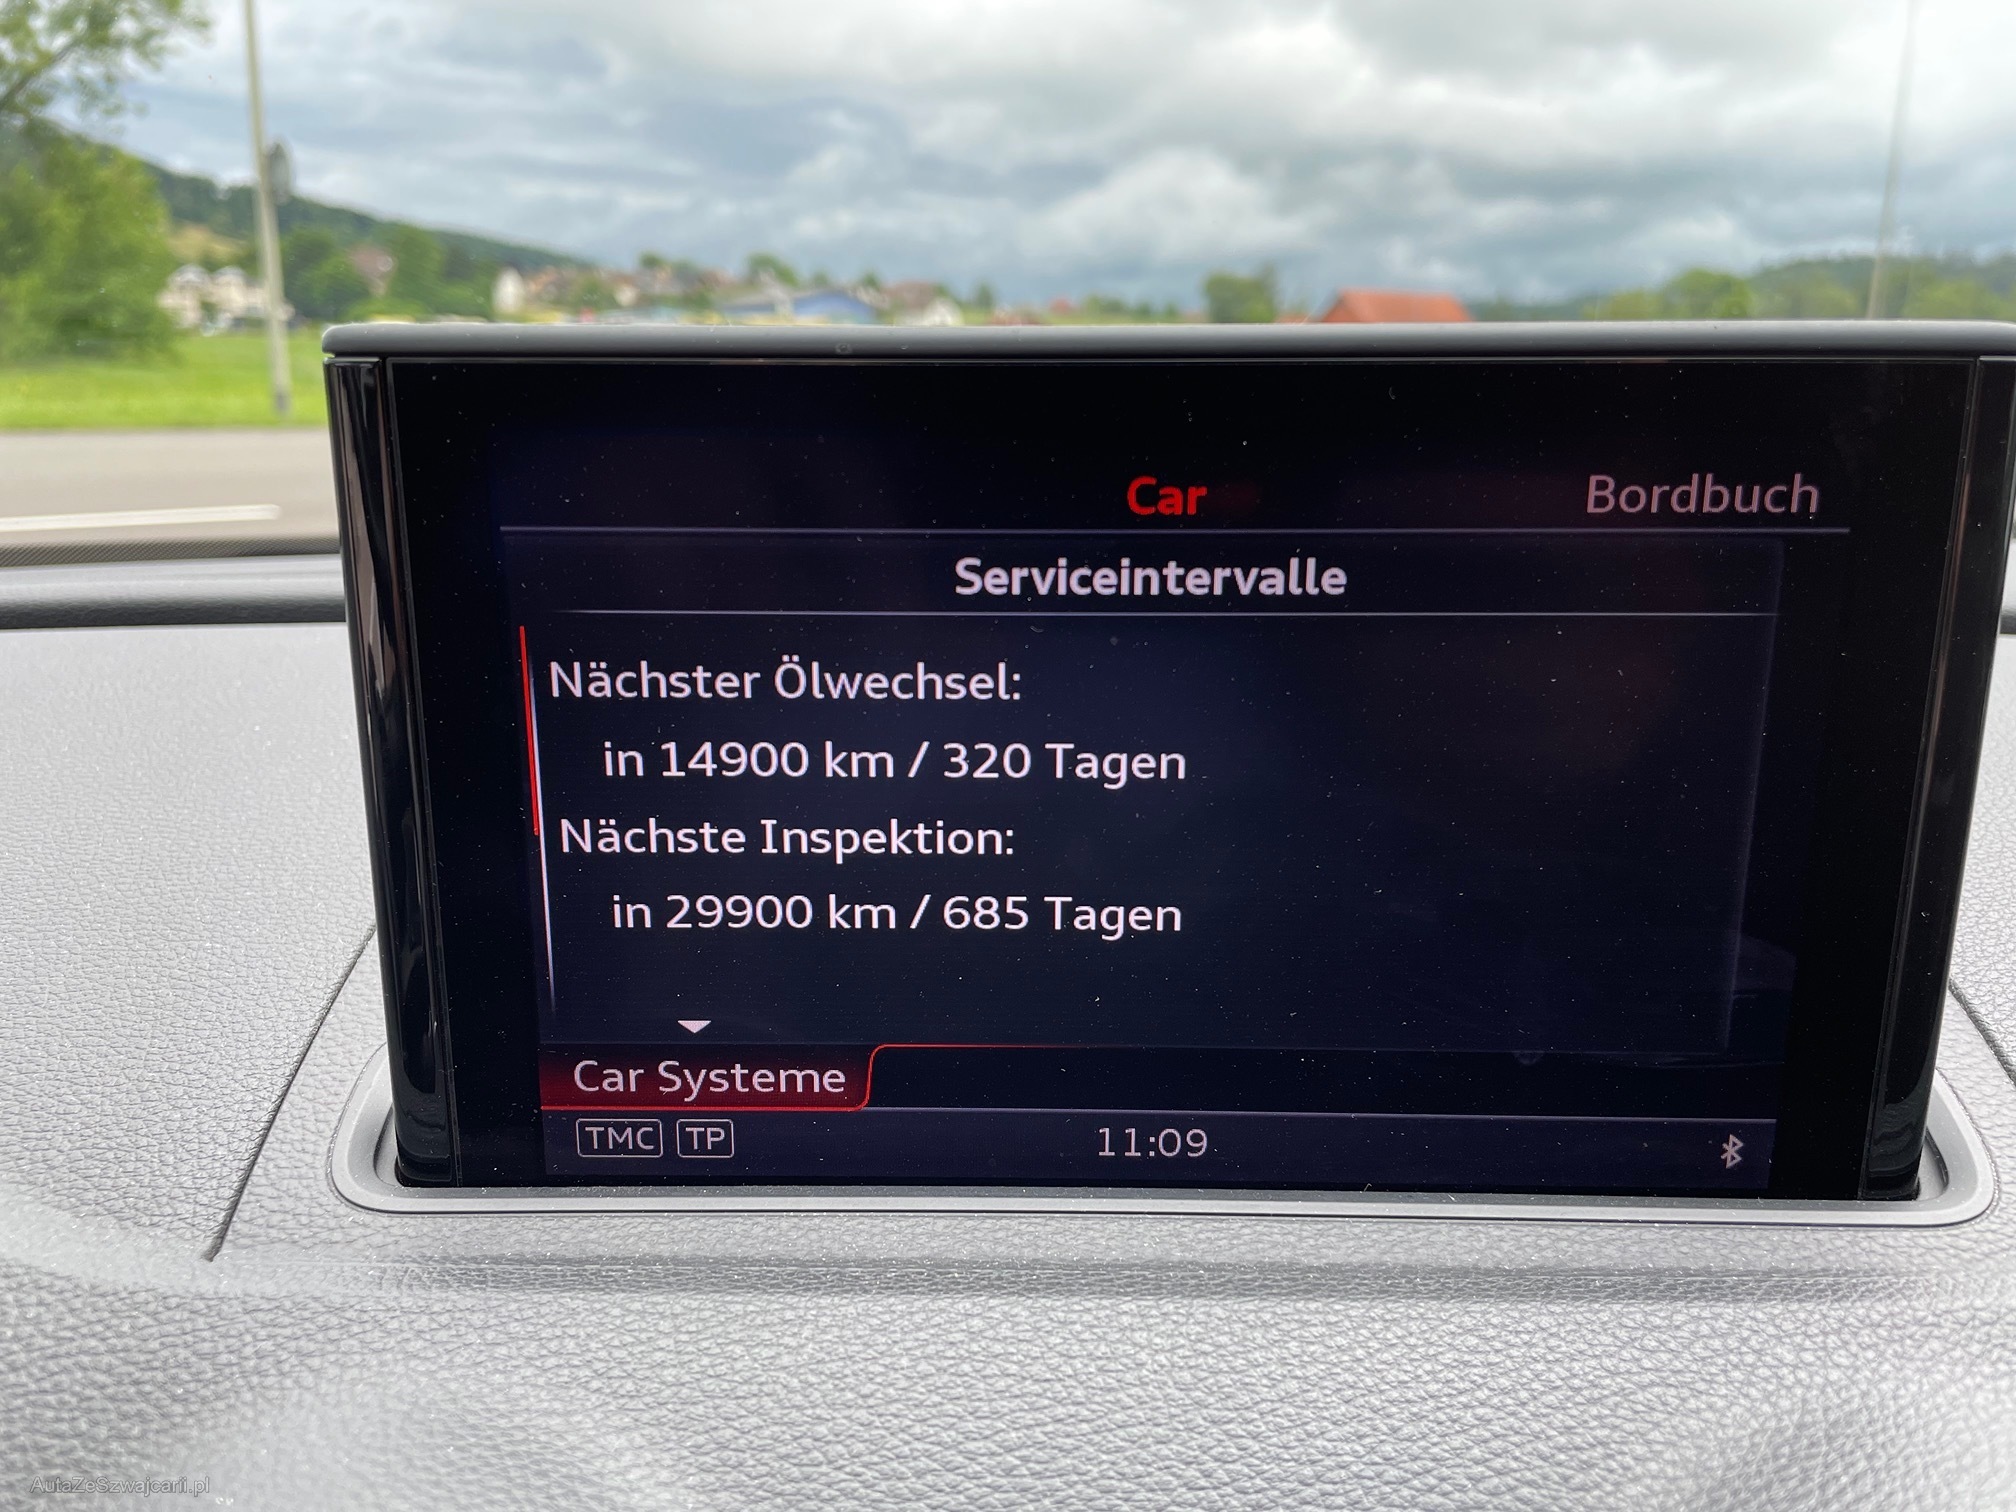 Car
Bordbuch
Serviceintervalle
Nächster Ölwechsel:
in 14900 km / 320 Tagen
Nächste Inspektion:
in 29900 km / 685 Tagen
Car Systeme
TMC TP 11:09
AutaZeSzwajcarii.pl